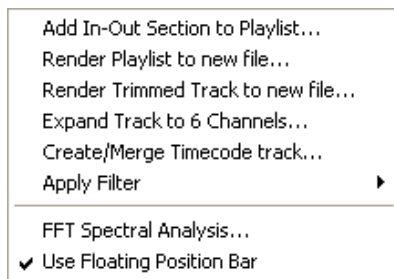 Add In-Out Section to Playlist...
Render Playlist to new file...
Render Trimmed Track to new file...
Expand Track to 6 Channels...
Create/Merge Timecode track...
Apply Filter
FFT Spectral Analysis...
Use Floating Position Bar